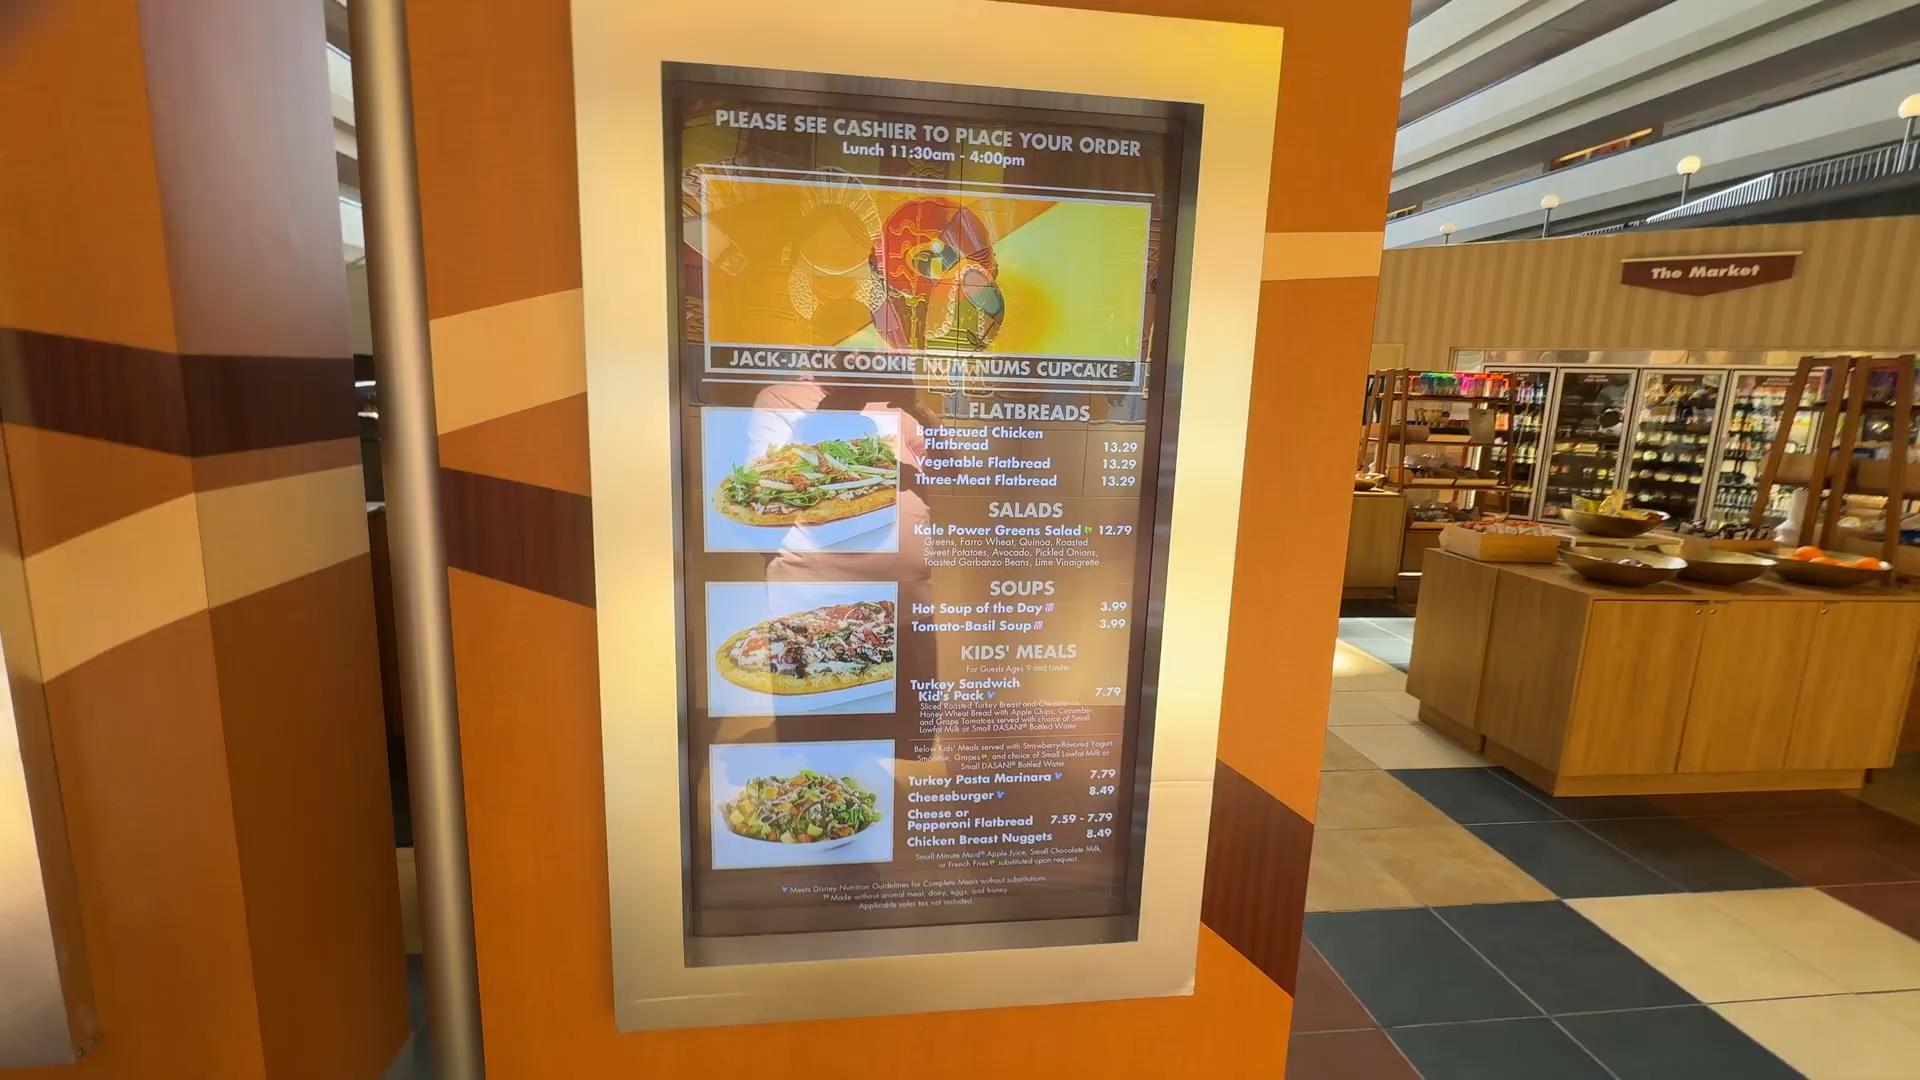 PLEASE SEE CASHIER TO PLACE YOUR ORDER
Lunch 11:30am - 4:00pm
JACK-JACK COOKIE NUM NUMS CUPCAKE
FLATBREADS
Barbecued Chicken
Flatbread 13.29
Vegetable Flatbread 13.29
Three-Meat Flatbread 13.29
SALADS
Kale Power Greens Salad 12.79
Greens, Farro Wheat, Quinoa, Roasted
Sweet Potatoes, Avocado, Pickled Onions,
Toasted Garbanzo Beans, Lime Vinaigrette
SOUPS
Hot Soup of the Day 3.99
Tomato-Basil Soup 3.99
KIDS' MEALS
For Guests Ages 9 and Under
Turkey Sandwich
Kid's Pack 7.79
Sliced Roasted Turkey Breast and Cheddar on
Honey-Wheat Bread with Apple Chips, Cucumber,
and Grape Tomatoes served with choice of Small
Lowfat Milk or Small DASANI® Bottled Water
Below Kids' Meals served with Strawberry-flavored Yogurt
Smoothie, Grapes, and choice of Small Lowfat Milk or
Small DASANI® Bottled Water.
Turkey Pasta Marinara 7.79
Cheeseburger 8.49
Cheese or
Pepperoni Flatbread 7.59 - 7.79
Chicken Breast Nuggets 8.49
Small Minute Maid® Apple Juice, Small Chocolate Milk,
or French Fries substituted upon request.
Meets Disney Nutrition Guidelines for Complete Meals without substitutions.
Made without animal meat, dairy, eggs, and honey
Applicable sales tax not included.
The Market